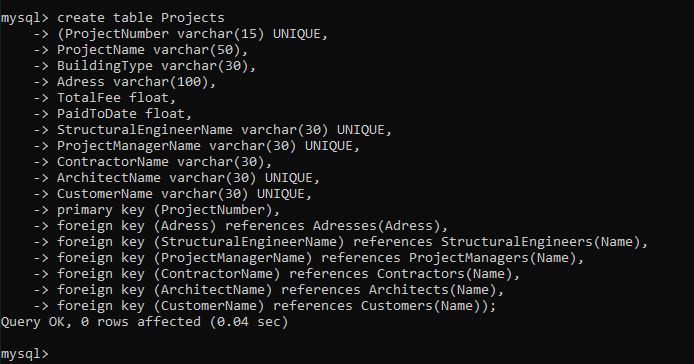 mysql> create table Projects
    -> (ProjectNumber varchar(15) UNIQUE,
    -> ProjectName varchar(50),
    -> BuildingType varchar(30),
    -> Adress varchar(100),
    -> TotalFee float,
    -> PaidToDate float,
    -> StructuralEngineerName varchar(30) UNIQUE,
    -> ProjectManagerName varchar(30) UNIQUE,
    -> ContractorName varchar(30),
    -> ArchitectName varchar(30) UNIQUE,
    -> CustomerName varchar(30) UNIQUE,
    -> primary key (ProjectNumber),
    -> foreign key (Adress) references Adresses(Adress),
    -> foreign key (StructuralEngineerName) references StructuralEngineers(Name),
    -> foreign key (ProjectManagerName) references ProjectManagers(Name),
    -> foreign key (ContractorName) references Contractors(Name),
    -> foreign key (ArchitectName) references Architects(Name),
    -> foreign key (CustomerName) references Customers(Name));
Query OK, 0 rows affected (0.04 sec)

mysql>